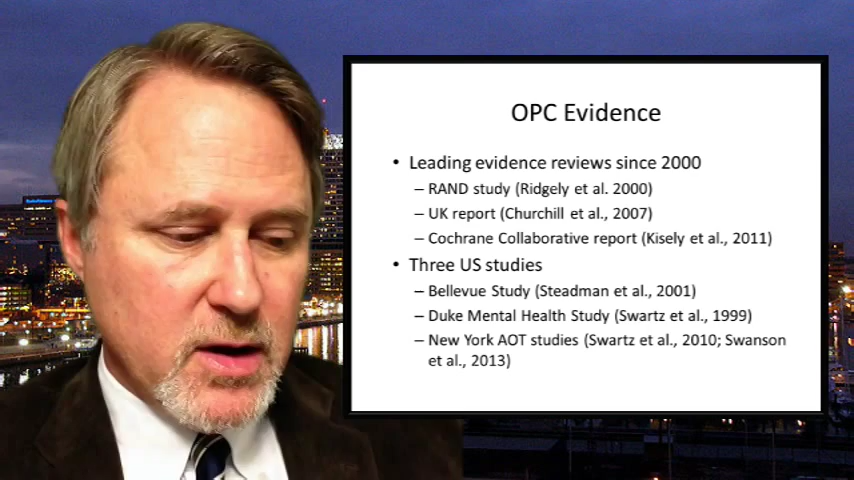 OPC Evidence
• Leading evidence reviews since 2000
– RAND study (Ridgely et al. 2000)
– UK report (Churchill et al., 2007)
– Cochrane Collaborative report (Kisely et al., 2011)
• Three US studies
– Bellevue Study (Steadman et al., 2001)
– Duke Mental Health Study (Swartz et al., 1999)
– New York AOT studies (Swartz et al., 2010; Swanson
et al., 2013)